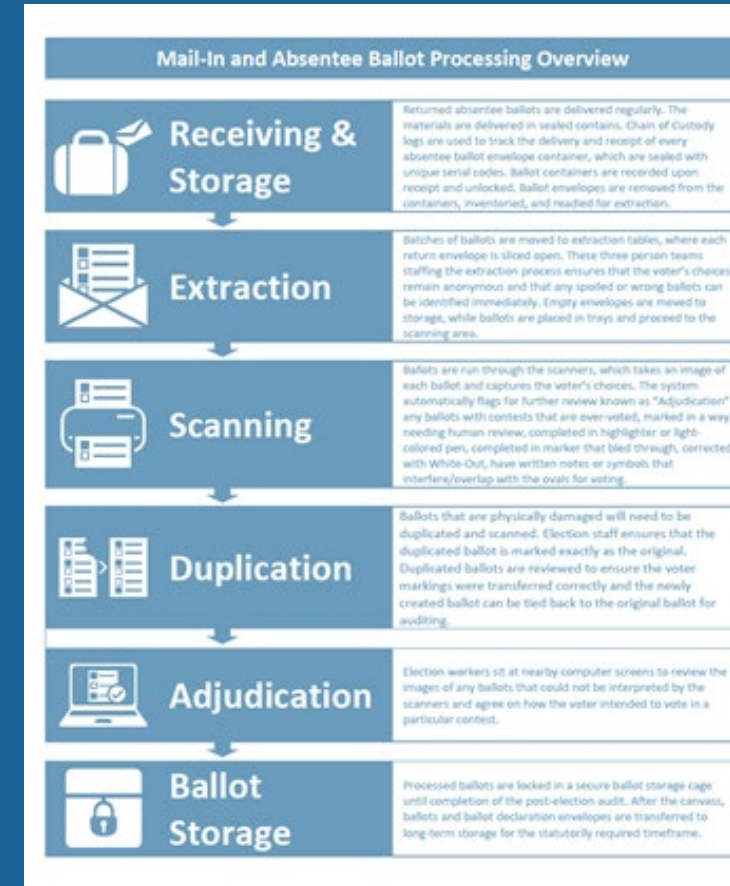 Mail-In and Absentee Ballot Processing Overview
Receiving &
Storage
Returned absentee ballots are delivered regularly. The
materials are delivered in sealed contains. Chain of Custody
logs are used to track the delivery and receipt of every
absentee ballot envelope container, which are sealed with
unique serial codes. Ballot containers are recorded upon
receipt and unlocked. Ballot envelopes are removed from the
containers, inventoried, and readied for extraction.
Extraction
Batches of ballots are moved to extraction tables, where each
return envelope is sliced open. These three person teams
staffing the extraction process ensures that the voter's choices
remain anonymous and that any spoiled or wrong ballots can
be identified immediately. Empty envelopes are moved to
storage, while ballots are placed in trays and proceed to the
scanning area.
Scanning
Ballots are run through the scanners, which takes an image of
each ballot and captures the voter's choices. The system
automatically flags for further review known as "Adjudication"
any ballots with contests that are over-voted, marked in a way
needing human review, completed in highlighter or light-
colored pen, completed in marker that bled through, corrected
with White-Out, have written notes or symbols that
interfere/overlap with the ovals for voting.
Duplication
Ballots that are physically damaged will need to be
duplicated and scanned. Election staff ensures that the
duplicated ballot is marked exactly as the original.
Duplicated ballots are reviewed to ensure the voter
markings were transferred correctly and the newly
created ballot can be tied back to the original ballot for
auditing.
Adjudication
Election workers sit at nearby computer screens to review the
images of any ballots that could not be interpreted by the
scanners and agree on how the voter intended to vote in a
particular contest.
Ballot
Storage
Processed ballots are locked in a secure ballot storage cage
until completion of the post-election audit. After the canvass,
ballots and ballot declaration envelopes are transferred to
long-term storage for the statutorily required timeframe.